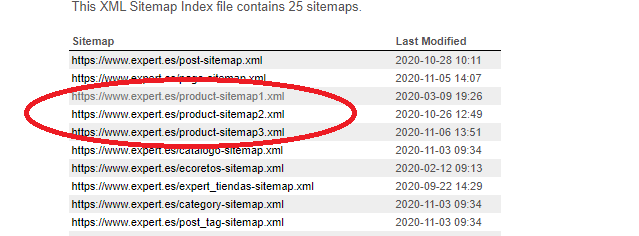 This XML Sitemap Index file contains 25 sitemaps.
Sitemap Last Modified
https://www.expert.es/post-sitemap.xml 2020-10-28 10:11
https://www.expert.es/page-sitemap.xml 2020-11-05 14:07
https://www.expert.es/product-sitemap1.xml 2020-03-09 19:26
https://www.expert.es/product-sitemap2.xml 2020-10-26 12:49
https://www.expert.es/product-sitemap3.xml 2020-11-06 13:51
https://www.expert.es/catalogo-sitemap.xml 2020-11-03 09:34
https://www.expert.es/ecoretos-sitemap.xml 2020-02-12 09:13
https://www.expert.es/expert_tiendas-sitemap.xml 2020-09-22 14:29
https://www.expert.es/category-sitemap.xml 2020-11-03 09:34
https://www.expert.es/post_tag-sitemap.xml 2020-11-03 09:34